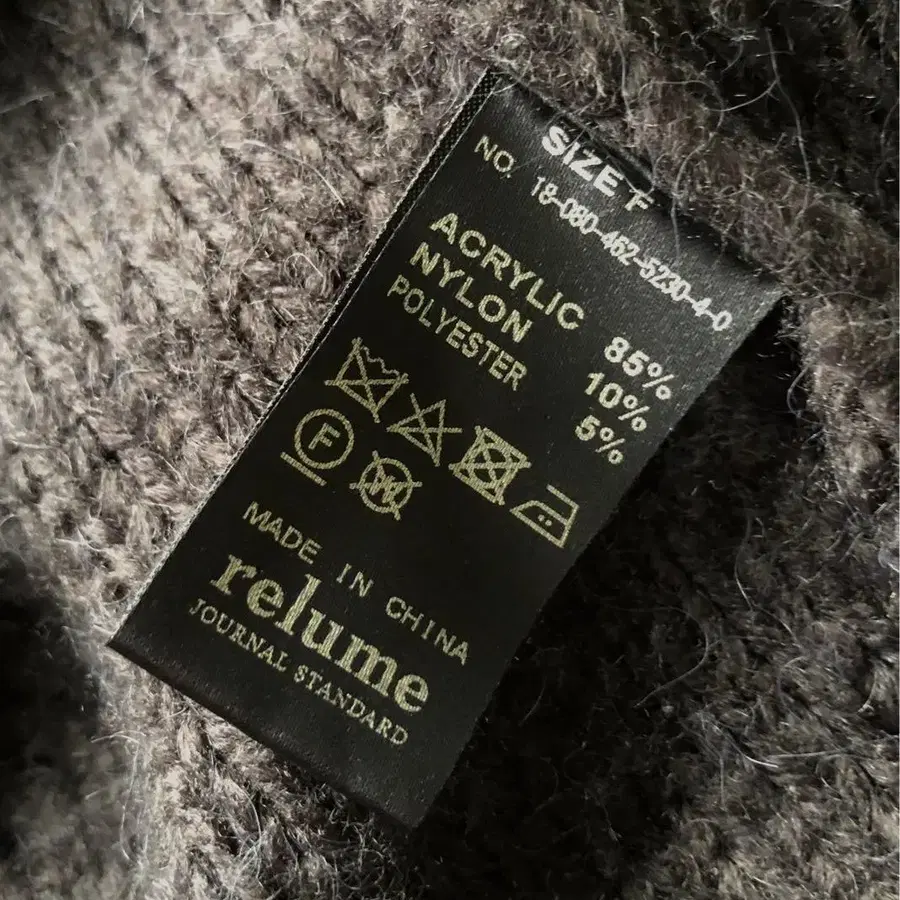 SIZE F
NO. 18-080-462-5230-4-0
ACRYLIC 85%
NYLON 10%
POLYESTER 5%
F
W
MADE IN CHINA
relume
JOURNAL STANDARD